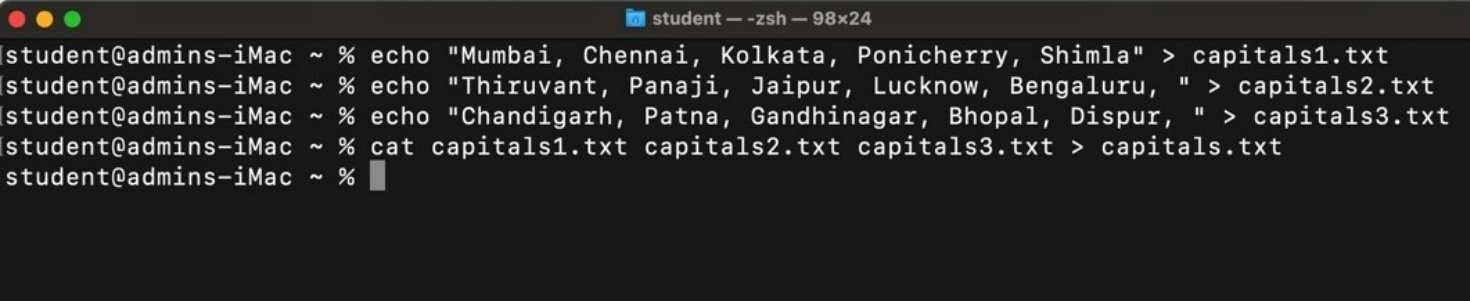 student — -zsh — 98×24
student@admins-iMac ~ % echo "Mumbai, Chennai, Kolkata, Ponicherry, Shimla" > capitals1.txt
student@admins-iMac ~ % echo "Thiruvant, Panaji, Jaipur, Lucknow, Bengaluru, " > capitals2.txt
student@admins-iMac ~ % echo "Chandigarh, Patna, Gandhinagar, Bhopal, Dispur, " > capitals3.txt
student@admins-iMac ~ % cat capitals1.txt capitals2.txt capitals3.txt > capitals.txt
student@admins-iMac ~ %